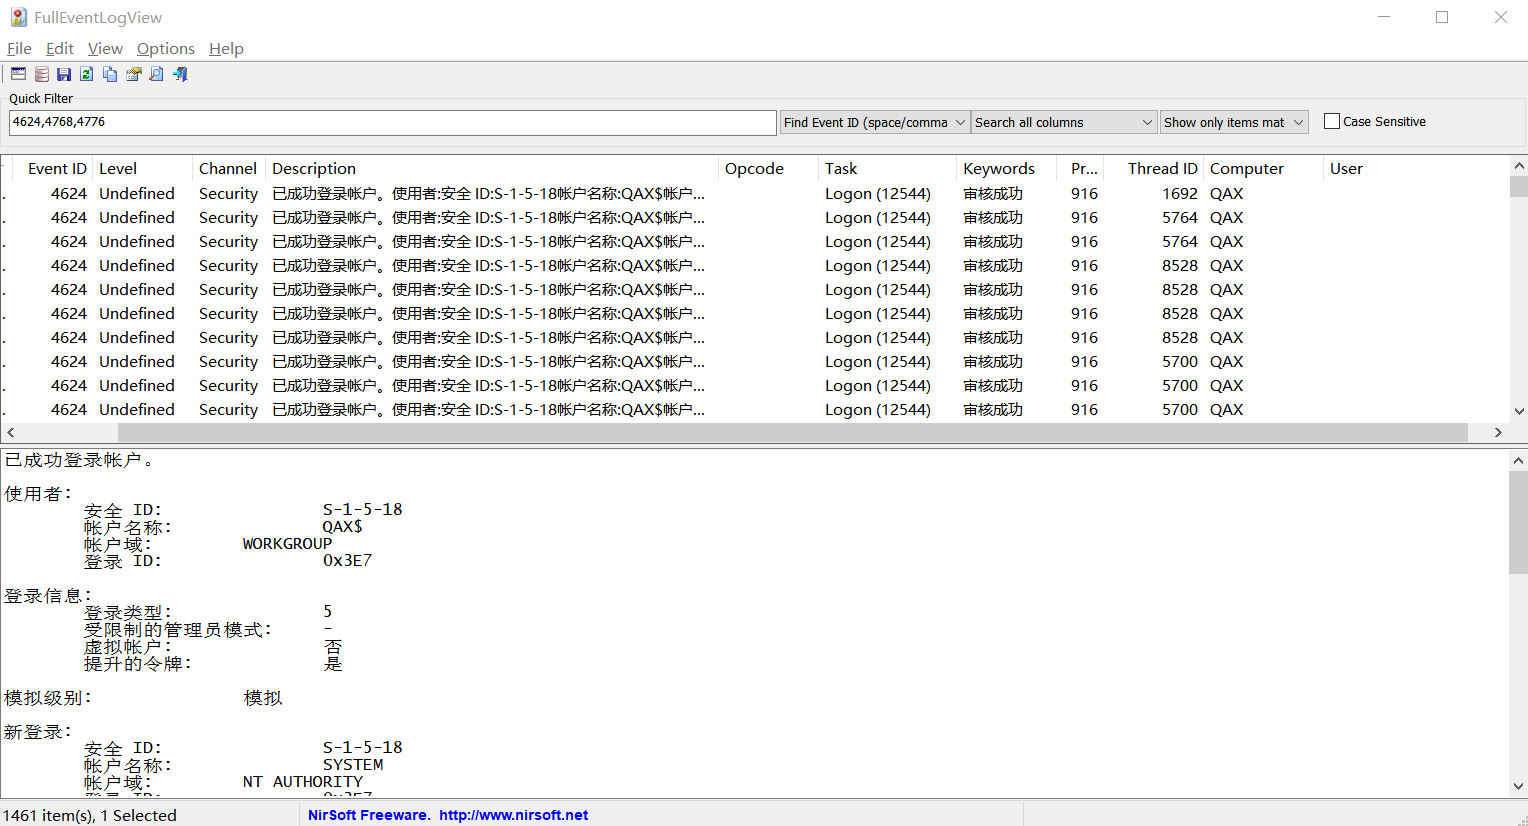 FullEventLogView
File Edit View Options Help
Quick Filter
4624,4768,4776 Find Event ID (space/comma Search all columns Show only items mat Case Sensitive
Event ID Level Channel Description Opcode Task Keywords Pr... Thread ID Computer User
. 4624 Undefined Security 已成功登录帐户。使用者:安全 ID:S-1-5-18帐户名称:QAX$帐户... Logon (12544) 审核成功 916 1692 QAX
. 4624 Undefined Security 已成功登录帐户。使用者:安全 ID:S-1-5-18帐户名称:QAX$帐户... Logon (12544) 审核成功 916 5764 QAX
. 4624 Undefined Security 已成功登录帐户。使用者:安全 ID:S-1-5-18帐户名称:QAX$帐户... Logon (12544) 审核成功 916 5764 QAX
. 4624 Undefined Security 已成功登录帐户。使用者:安全 ID:S-1-5-18帐户名称:QAX$帐户... Logon (12544) 审核成功 916 8528 QAX
. 4624 Undefined Security 已成功登录帐户。使用者:安全 ID:S-1-5-18帐户名称:QAX$帐户... Logon (12544) 审核成功 916 8528 QAX
. 4624 Undefined Security 已成功登录帐户。使用者:安全 ID:S-1-5-18帐户名称:QAX$帐户... Logon (12544) 审核成功 916 8528 QAX
. 4624 Undefined Security 已成功登录帐户。使用者:安全 ID:S-1-5-18帐户名称:QAX$帐户... Logon (12544) 审核成功 916 8528 QAX
. 4624 Undefined Security 已成功登录帐户。使用者:安全 ID:S-1-5-18帐户名称:QAX$帐户... Logon (12544) 审核成功 916 5700 QAX
. 4624 Undefined Security 已成功登录帐户。使用者:安全 ID:S-1-5-18帐户名称:QAX$帐户... Logon (12544) 审核成功 916 5700 QAX
. 4624 Undefined Security 已成功登录帐户。使用者:安全 ID:S-1-5-18帐户名称:QAX$帐户... Logon (12544) 审核成功 916 5700 QAX
已成功登录帐户。
使用者:
安全 ID: S-1-5-18
帐户名称: QAX$
帐户域: WORKGROUP
登录 ID: 0x3E7
登录信息:
登录类型: 5
受限制的管理员模式: -
虚拟帐户: 否
提升的令牌: 是
模拟级别: 模拟
新登录:
安全 ID: S-1-5-18
帐户名称: SYSTEM
帐户域: NT AUTHORITY
登录 ID: 0x3E7
1461 item(s), 1 Selected NirSoft Freeware. http://www.nirsoft.net